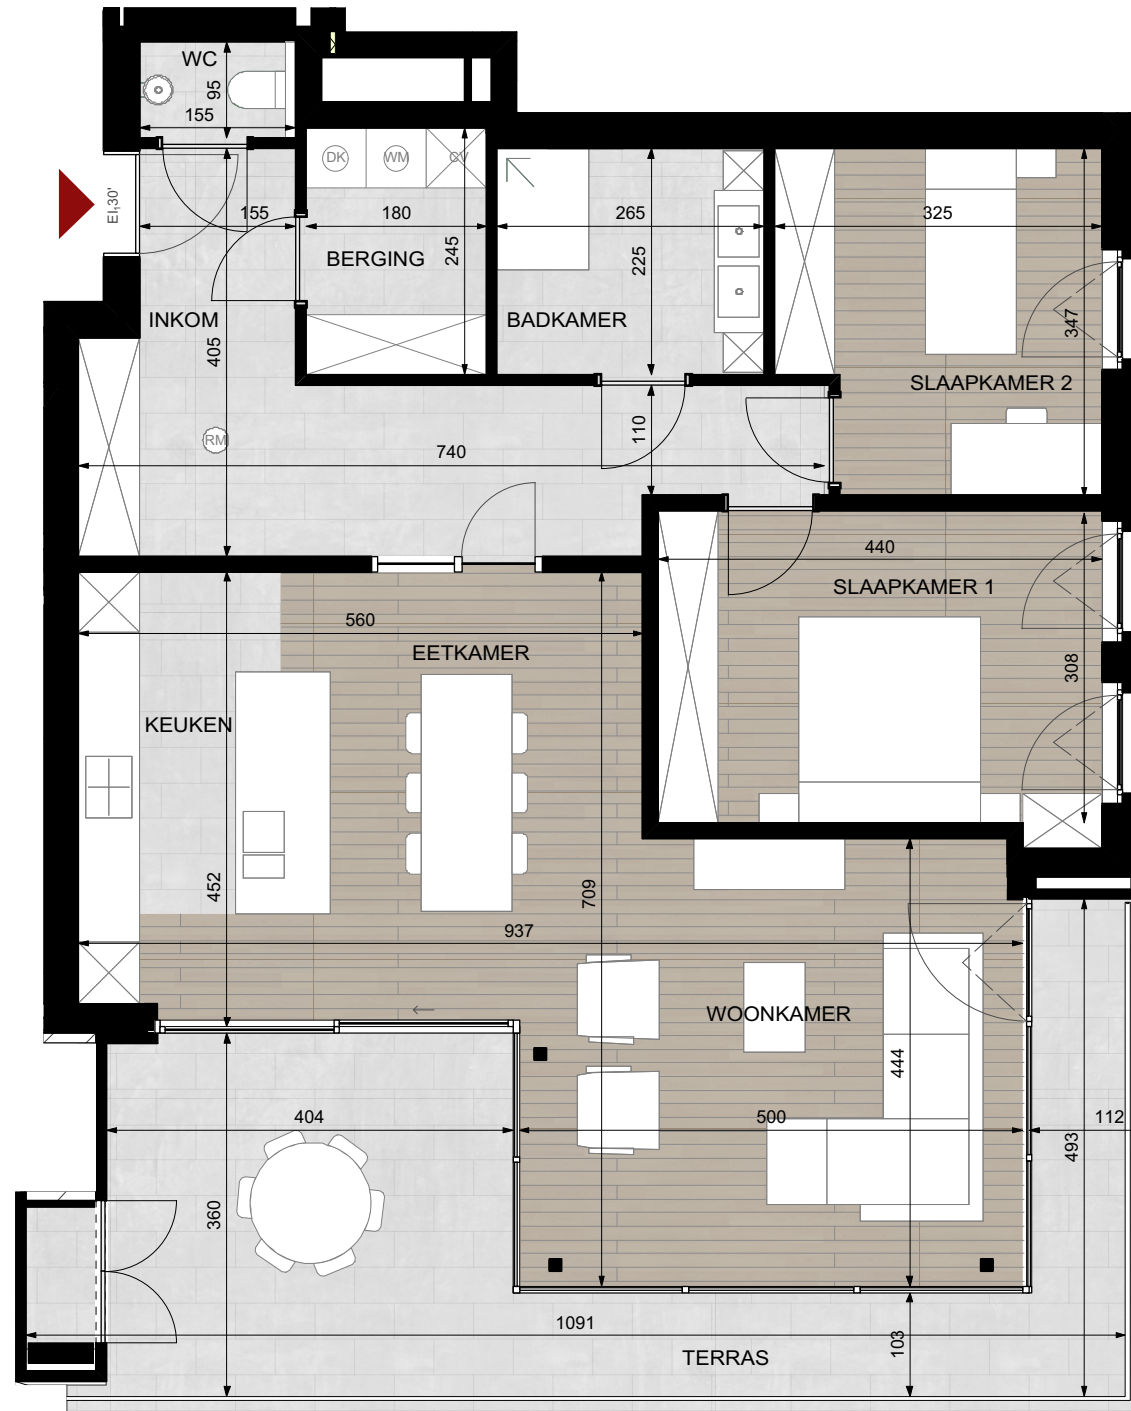 WC
95
155
DK
WM
CV
EI₁30'
155
180
265
325
245
225
BERGING
INKOM
BADKAMER
405
347
SLAAPKAMER 2
RM
110
740
440
SLAAPKAMER 1
560
EETKAMER
308
KEUKEN
452
709
937
WOONKAMER
444
404
500
112
493
360
1091
103
TERRAS